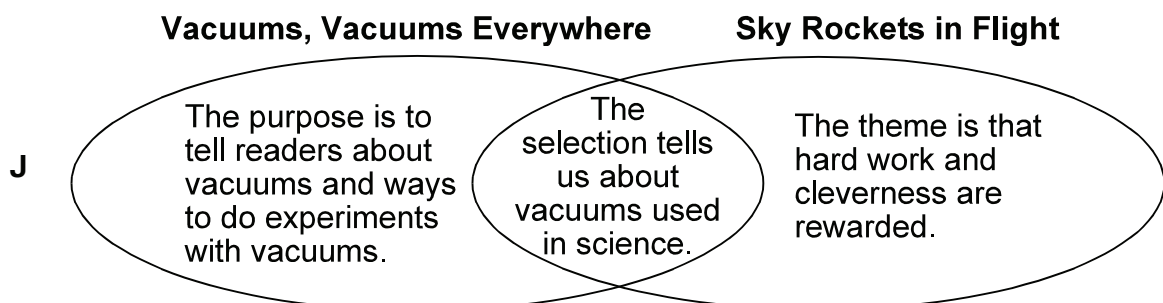 Vacuums, Vacuums Everywhere
Sky Rockets in Flight
J
The purpose is to
tell readers about
vacuums and ways
to do experiments
with vacuums.
The
selection tells
us about
vacuums used
in science.
The theme is that
hard work and
cleverness are
rewarded.